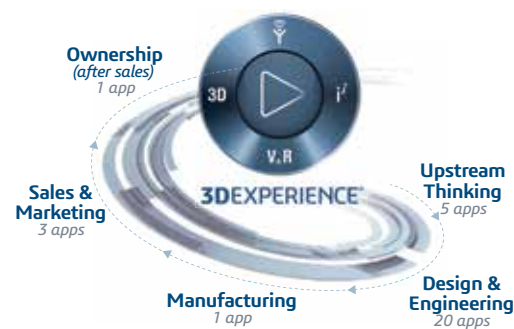 Ownership
(after sales)
1 app
3D
V.R
3DEXPERIENCE®
Upstream
Thinking
5 apps
Sales &
Marketing
3 apps
Manufacturing
1 app
Design &
Engineering
20 apps